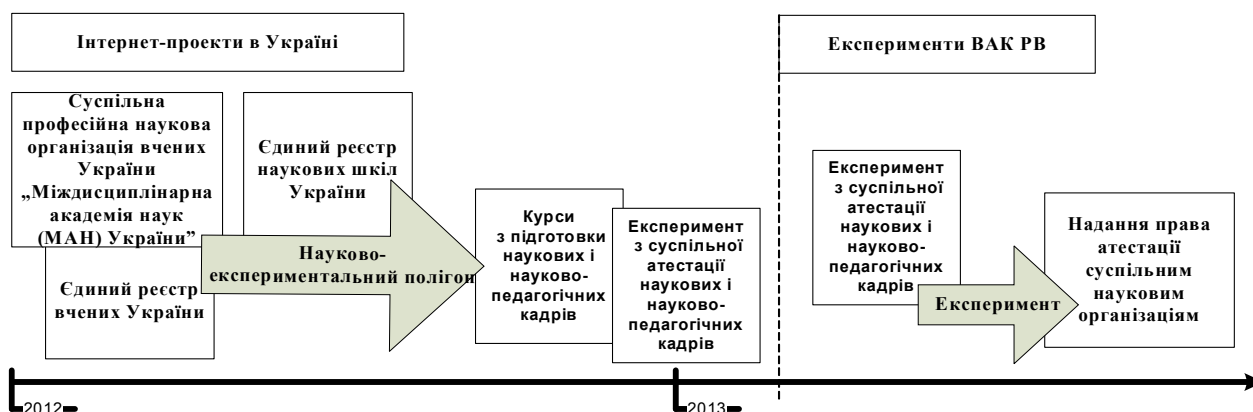 Інтернет-проекти в Україні
Експерименти ВАК РВ
Суспільна
професійна наукова
організація вчених
України
„Міждисциплінарна
академія наук
(МАН) України”
Єдиний реєстр
наукових шкіл
України
Єдиний реєстр
вчених України
Науково-
експериментальний полігон
Курси
з підготовки
наукових і
науково-
педагогічних
кадрів
Експеримент
з суспільної
атестації
наукових і
науково-
педагогічних
кадрів
Експеримент
з суспільної
атестації
наукових і
науково-
педагогічних
кадрів
Експеримент
Надання права
атестації
суспільним
науковим
організаціям
2012
2013